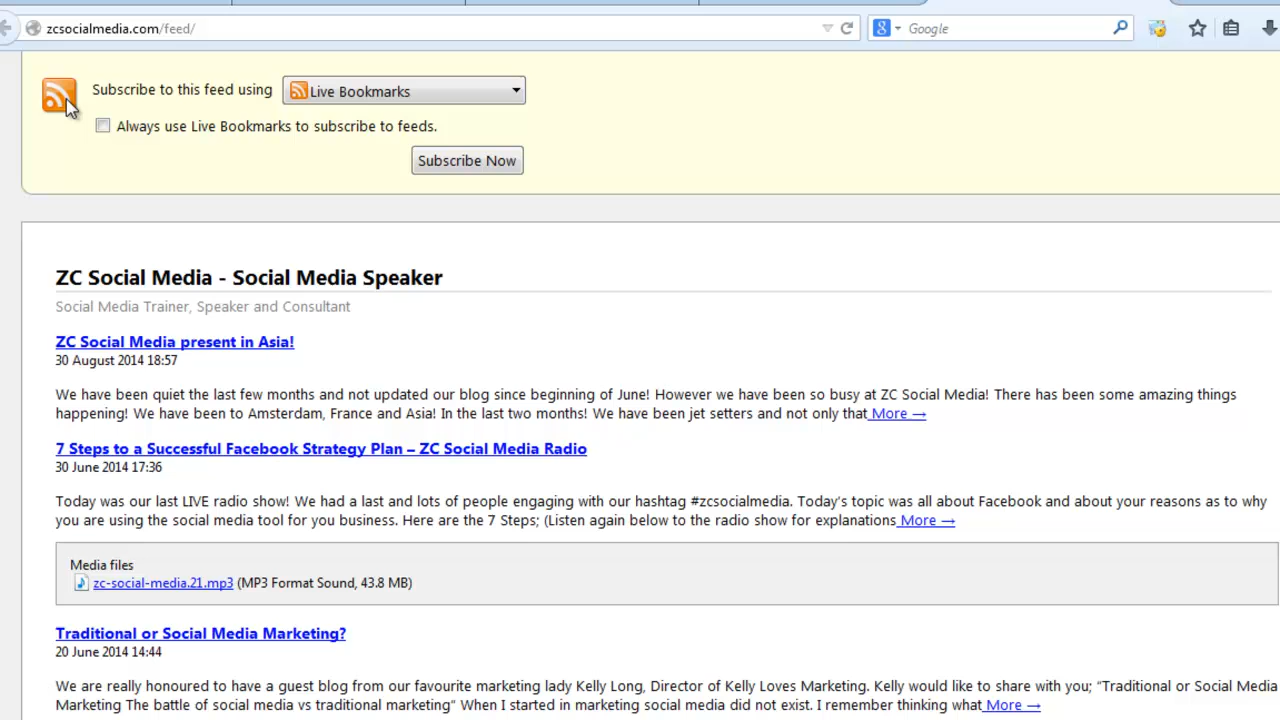 zcsocialmedia.com/feed/
8 Google
Subscribe to this feed using Live Bookmarks
Always use Live Bookmarks to subscribe to feeds.
Subscribe Now
ZC Social Media - Social Media Speaker
Social Media Trainer, Speaker and Consultant
ZC Social Media present in Asia!
30 August 2014 18:57
We have been quiet the last few months and not updated our blog since beginning of June! However we have been so busy at ZC Social Media! There has been some amazing things
happening! We have been to Amsterdam, France and Asia! In the last two months! We have been jet setters and not only that More →
7 Steps to a Successful Facebook Strategy Plan – ZC Social Media Radio
30 June 2014 17:36
Today was our last LIVE radio show! We had a last and lots of people engaging with our hashtag #zcsocialmedia. Today's topic was all about Facebook and about your reasons as to why
you are using the social media tool for you business. Here are the 7 Steps; (Listen again below to the radio show for explanations More →
Media files
zc-social-media.21.mp3 (MP3 Format Sound, 43.8 MB)
Traditional or Social Media Marketing?
20 June 2014 14:44
We are really honoured to have a guest blog from our favourite marketing lady Kelly Long, Director of Kelly Loves Marketing. Kelly would like to share with you; “Traditional or Social Media
Marketing The battle of social media vs traditional marketing” When I started in marketing social media did not exist. I remember thinking what More →